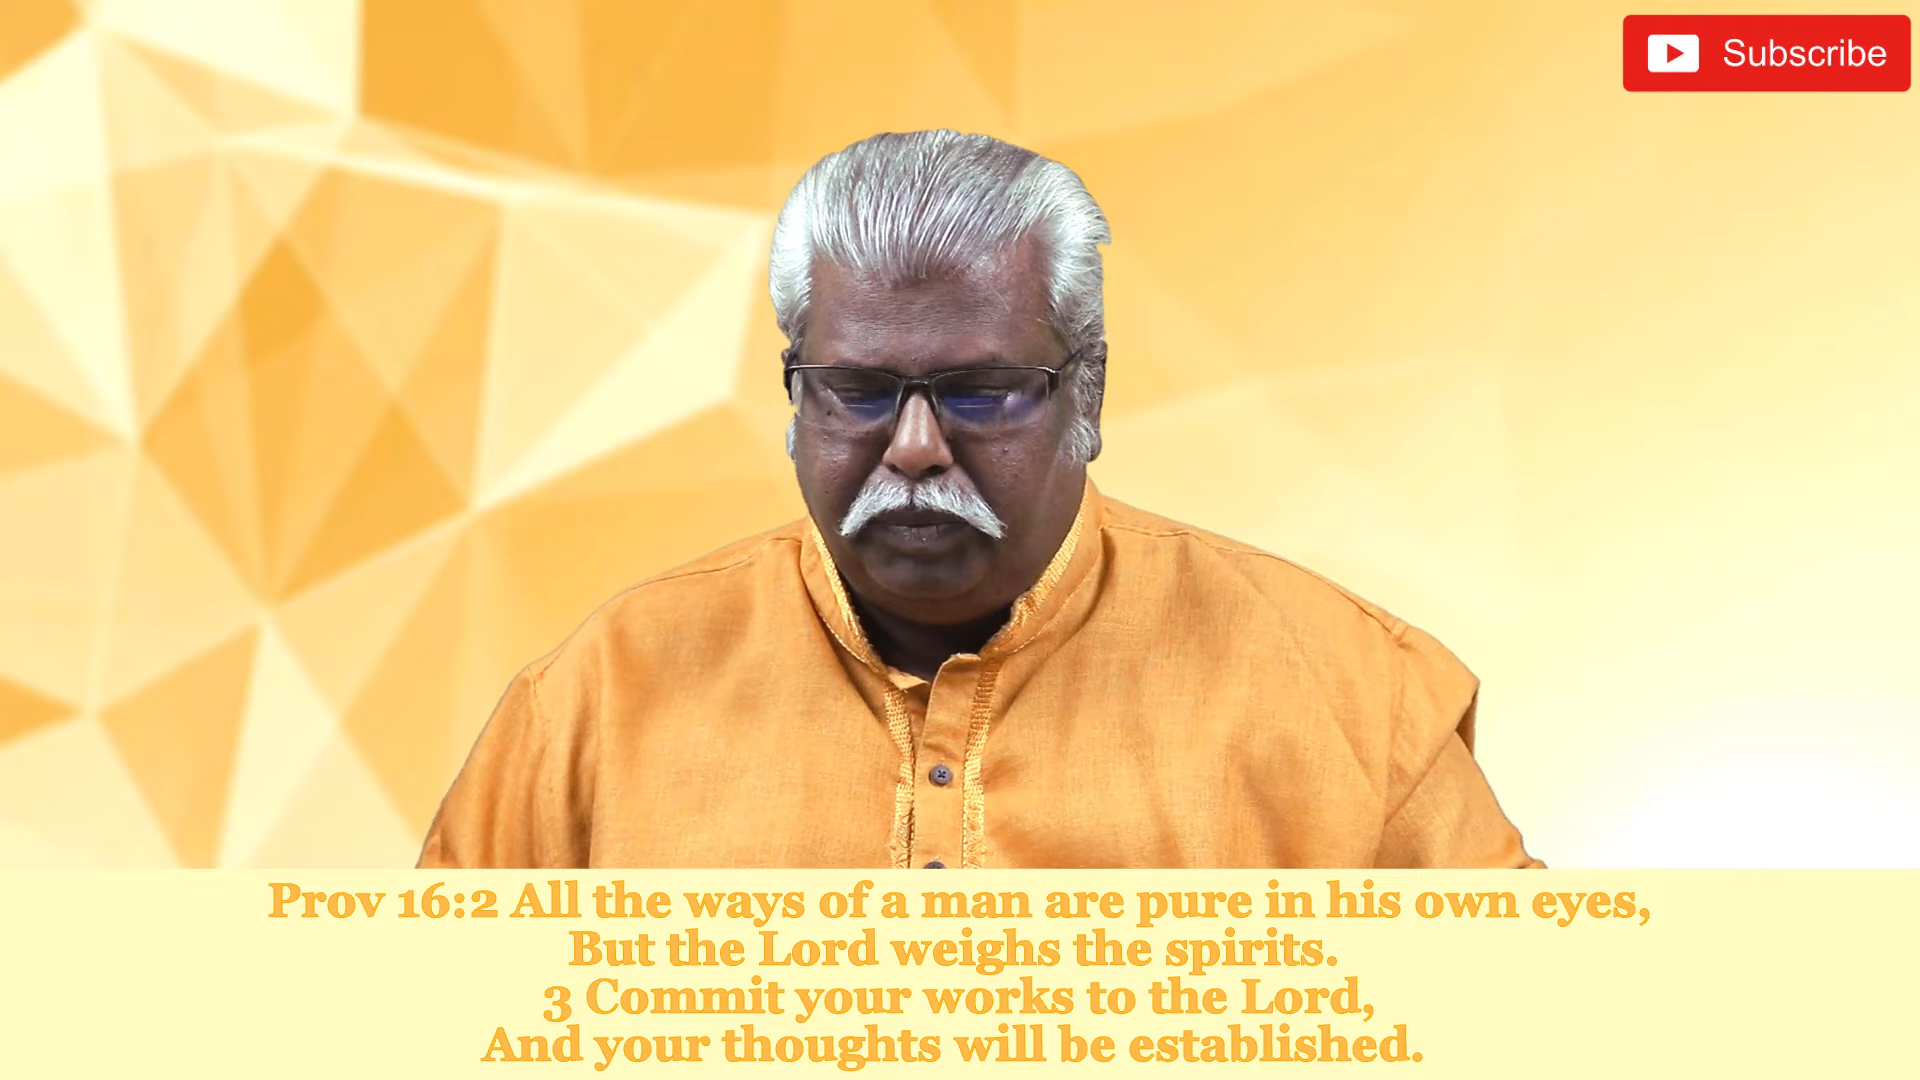 Subscribe
Prov 16:2 All the ways of a man are pure in his own eyes,
But the Lord weighs the spirits.
3 Commit your works to the Lord,
And your thoughts will be established.